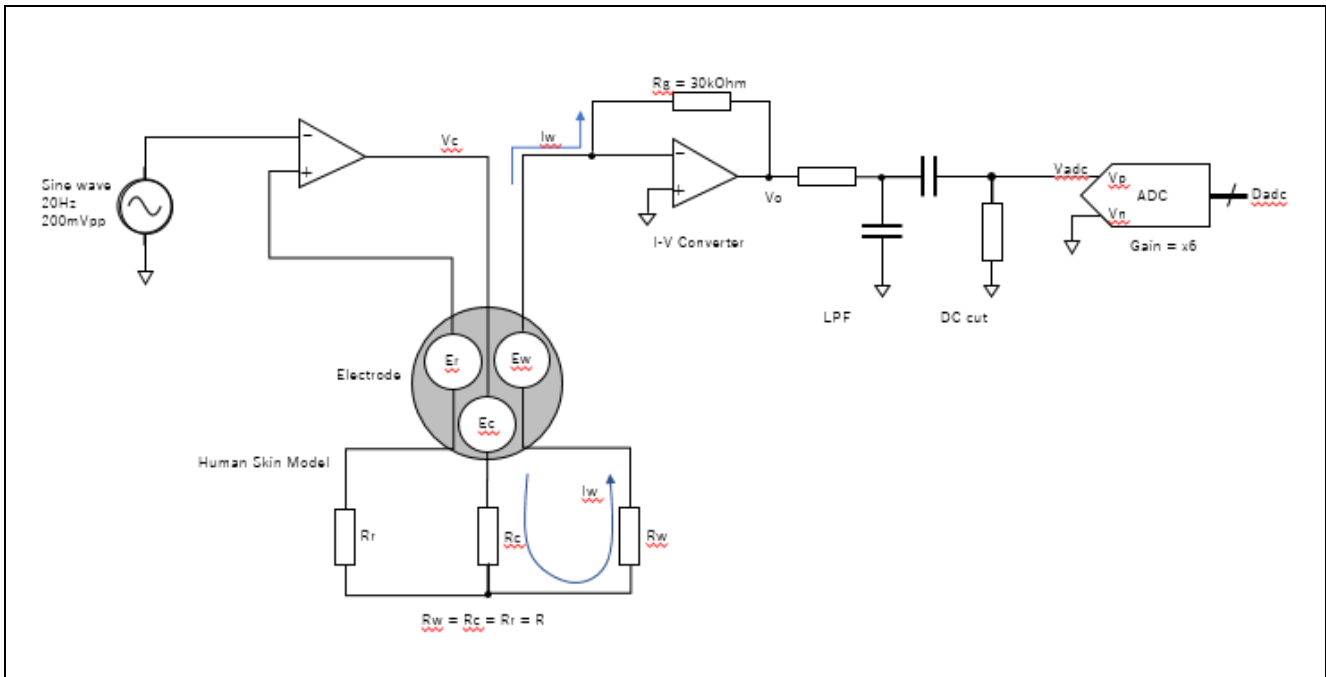 Rg = 30kOhm
Vc
Iw
−
+
Sine wave
20Hz
200mVpp
−
+
Vo
I-V Converter
Vadc
Vp
ADC
Vn
Dadc
Gain = x6
LPF
DC cut
Er
Ew
Electrode
Ec
Human Skin Model
Iw
Rr
Rc
Rw
Rw = Rc = Rr = R